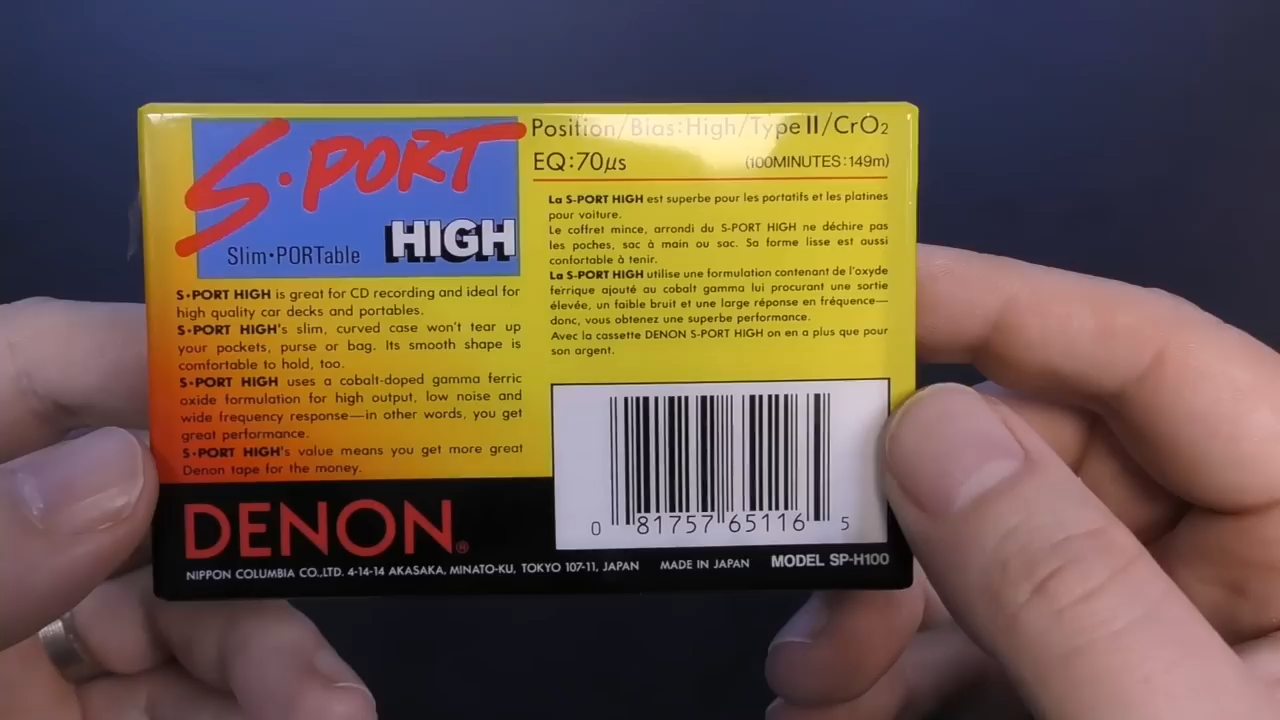 S·PORT
HIGH
Slim·PORTable
S·PORT HIGH is great for CD recording and ideal for
high quality car decks and portables.
S·PORT HIGH's slim, curved case won't tear up
your pockets, purse or bag. Its smooth shape is
comfortable to hold, too.
S·PORT HIGH uses a cobalt-doped gamma ferric
oxide formulation for high output, low noise and
wide frequency response—in other words, you get
great performance.
S·PORT HIGH's value means you get more great
Denon tape for the money.
Position/Bias:High/Type II/CrO₂
EQ:70µs (100MINUTES:149m)
La S-PORT HIGH est superbe pour les portatifs et les platines
pour voiture.
Le coffret mince, arrondi du S-PORT HIGH ne déchire pas
les poches, sac à main ou sac. Sa forme lisse est aussi
confortable à tenir.
La S-PORT HIGH utilise une formulation contenant de l'oxyde
ferrique ajouté au cobalt gamma lui procurant une sortie
élevée, un faible bruit et une large réponse en fréquence—
donc, vous obtenez une superbe performance.
Avec la cassette DENON S-PORT HIGH on en a plus que pour
son argent.
0 81757 65116 5
DENON®
NIPPON COLUMBIA CO.,LTD. 4-14-14 AKASAKA, MINATO-KU, TOKYO 107-11, JAPAN MADE IN JAPAN MODEL SP-H100